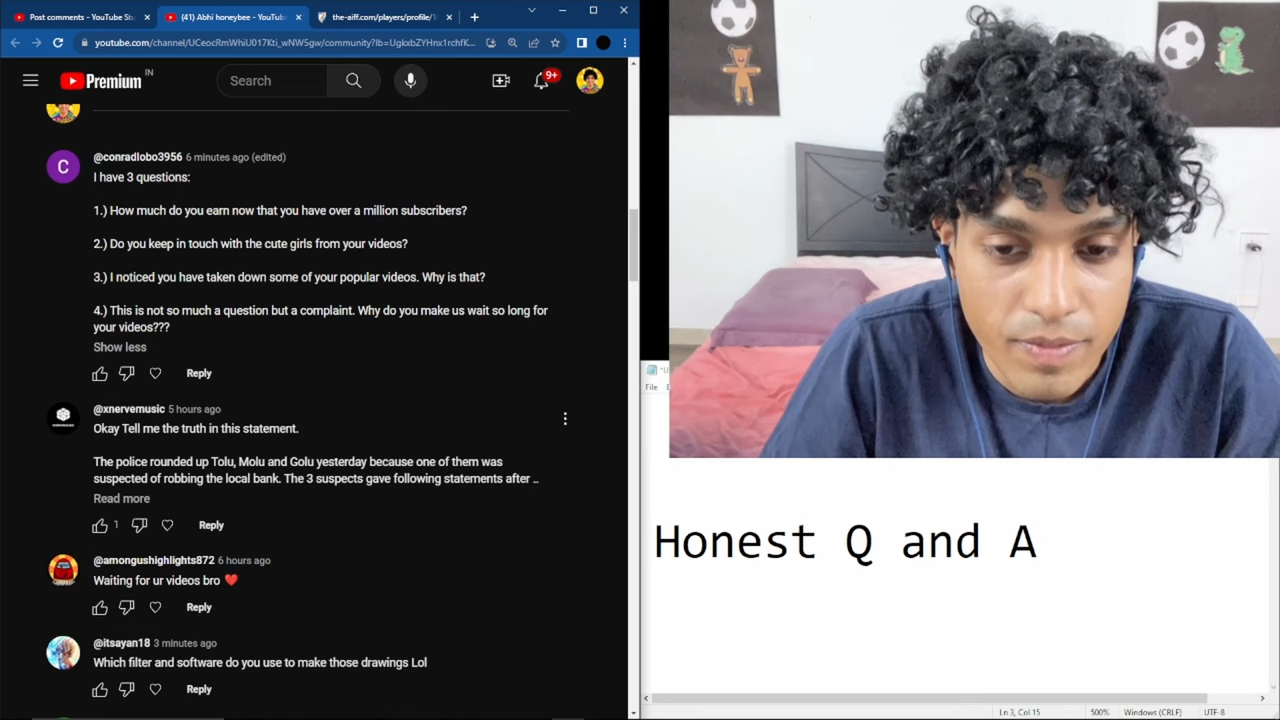 Post comments - YouTube Stu
(41) Abhi honeybee - YouTube
the-aiff.com/players/profile/1
youtube.com/channel/UCeocRmWhiU017Kti_wNWSgw/community?lb=UgkxbZYHnx1rchfK...
Premium
IN
Search
9+
@conradlobo3956 6 minutes ago (edited)
C
I have 3 questions:
1.) How much do you earn now that you have over a million subscribers?
2.) Do you keep in touch with the cute girls from your videos?
3.) I noticed you have taken down some of your popular videos. Why is that?
4.) This is not so much a question but a complaint. Why do you make us wait so long for
your videos???
Show less
Reply
@xnervemusic 5 hours ago
Okay Tell me the truth in this statement.
The police rounded up Tolu, Molu and Golu yesterday because one of them was
suspected of robbing the local bank. The 3 suspects gave following statements after ...
Read more
1 Reply
@amongushighlights872 6 hours ago
Waiting for ur videos bro ❤️
Reply
@itsayan18 3 minutes ago
Which filter and software do you use to make those drawings Lol
Reply
File
Honest Q and A
Ln 3, Col 15 500% Windows (CRLF) UTF-8